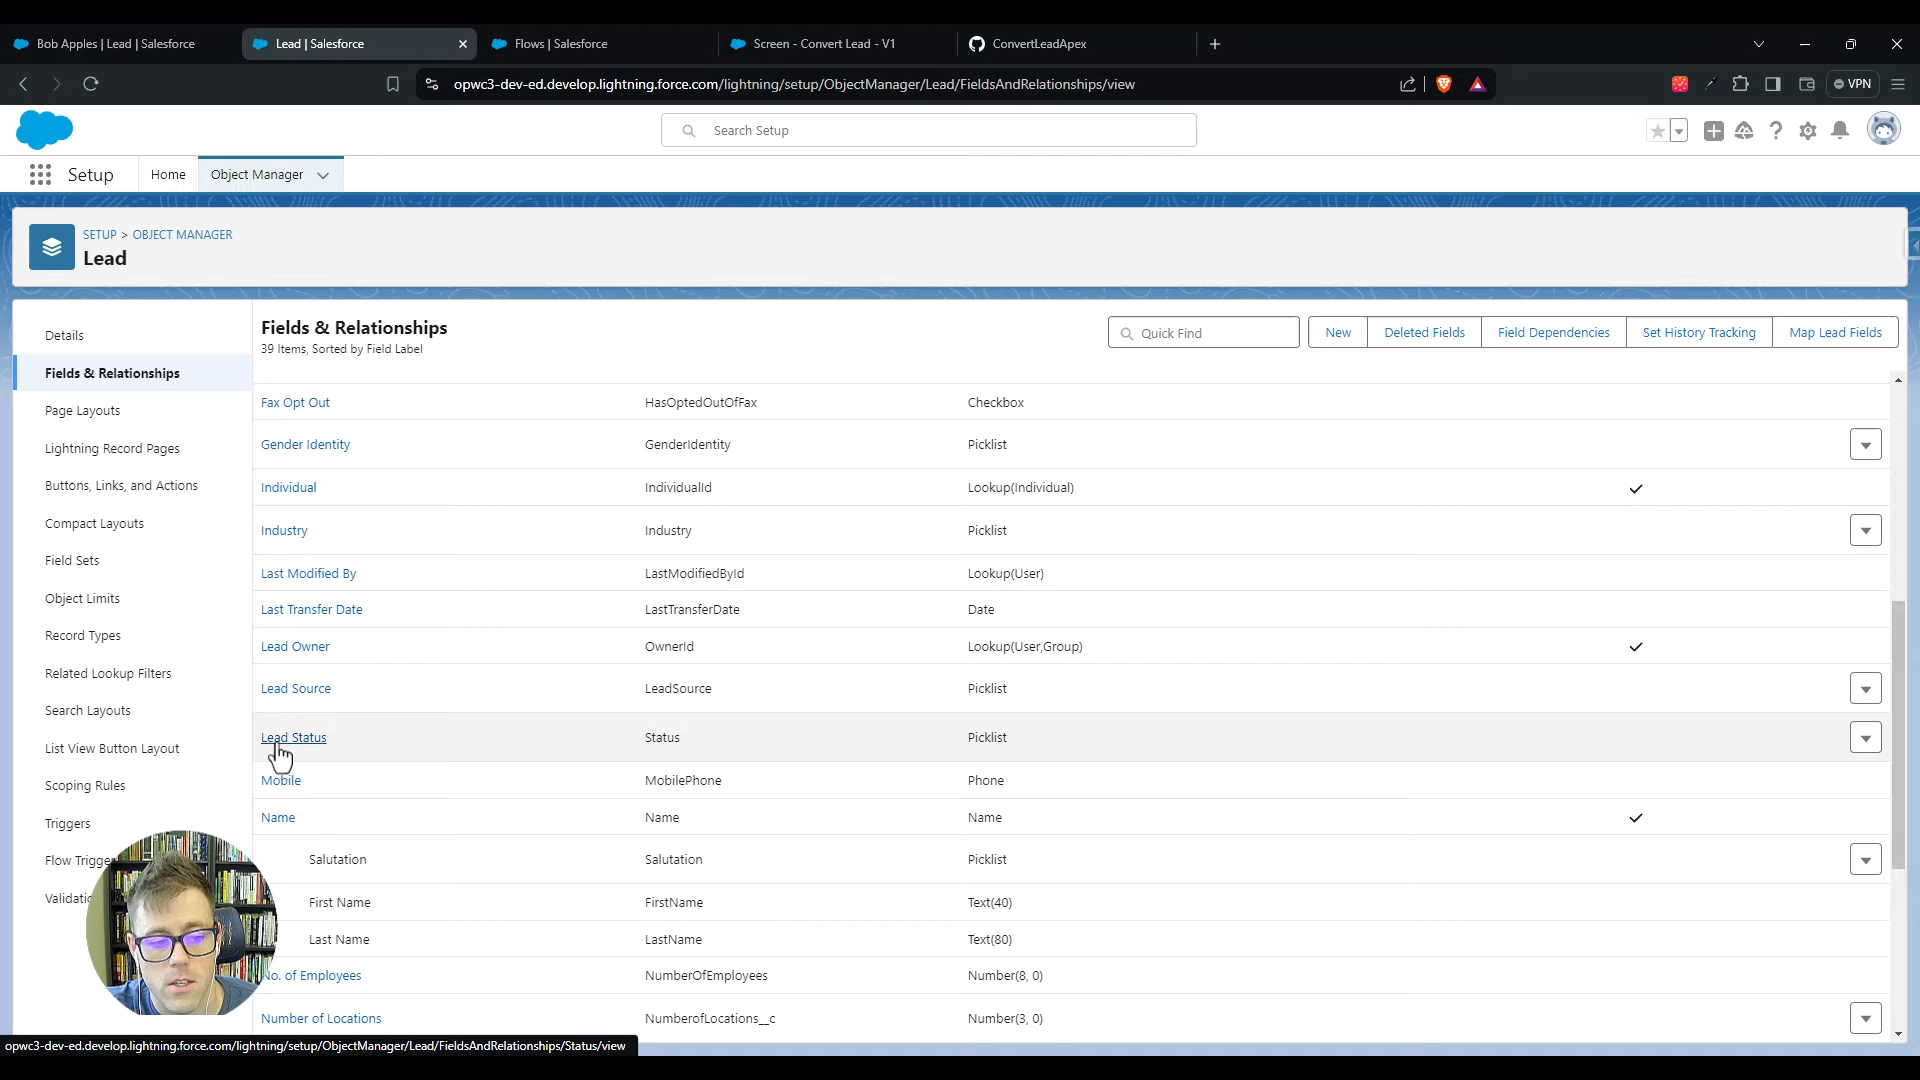 Bob Apples | Lead | Salesforce
Lead | Salesforce
Flows | Salesforce
Screen - Convert Lead - V1
ConvertLeadApex
opwc3-dev-ed.develop.lightning.force.com/lightning/setup/ObjectManager/Lead/FieldsAndRelationships/view
VPN
Search Setup
Setup
Home
Object Manager
SETUP > OBJECT MANAGER
Lead
Details
Fields & Relationships
Page Layouts
Lightning Record Pages
Buttons, Links, and Actions
Compact Layouts
Field Sets
Object Limits
Record Types
Related Lookup Filters
Search Layouts
List View Button Layout
Scoping Rules
Triggers
Flow
Fields & Relationships
39 Items, Sorted by Field Label
Quick Find
New
Deleted Fields
Field Dependencies
Set History Tracking
Map Lead Fields
Fax Opt Out HasOptedOutOfFax Checkbox
Gender Identity GenderIdentity Picklist
Individual IndividualId Lookup(Individual)
Industry Industry Picklist
Last Modified By LastModifiedById Lookup(User)
Last Transfer Date LastTransferDate Date
Lead Owner OwnerId Lookup(User,Group)
Lead Source LeadSource Picklist
Lead Status Status Picklist
Mobile MobilePhone Phone
Name Name Name
Salutation Salutation Picklist
First Name FirstName Text(40)
Last Name LastName Text(80)
No. of Employees NumberOfEmployees Number(8, 0)
Number of Locations NumberofLocations__c Number(3, 0)
opwc3-dev-ed.develop.lightning.force.com/lightning/setup/ObjectManager/Lead/FieldsAndRelationships/Status/view